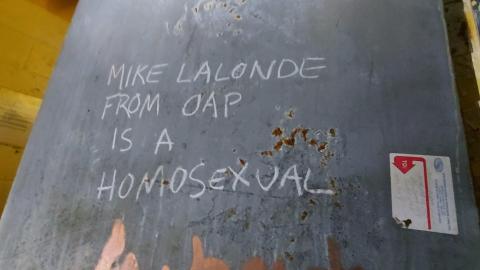 MIKE LALONDE
FROM OAP
IS A
HOMOSEXUAL